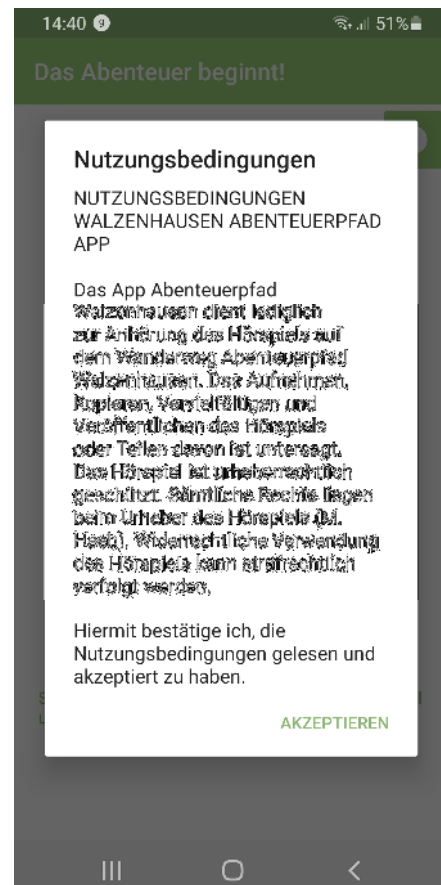 14:40 9 51%
Das Abenteuer beginnt!
Nutzungsbedingungen
NUTZUNGSBEDINGUNGEN
WALZENHAUSEN ABENTEUERPFAD
APP
Das App Abenteuerpfad
Walzenhausen dient lediglich
zur Anhörung des Hörspiels auf
dem Wanderweg Abenteuerpfad
Walzenhausen. Das Aufnehmen,
Kopieren, Vervielfältigen und
Veröffentlichen des Hörspiels
oder Teilen davon ist untersagt.
Das Hörspiel ist urheberrechtlich
geschützt. Sämtliche Rechte liegen
beim Urheber des Hörspiels (M.
Widerrechtliche Verwendung
des Hörspiels kann strafrechtlich
verfolgt werden.
Hiermit bestätige ich, die
Nutzungsbedingungen gelesen und
akzeptiert zu haben.
AKZEPTIEREN